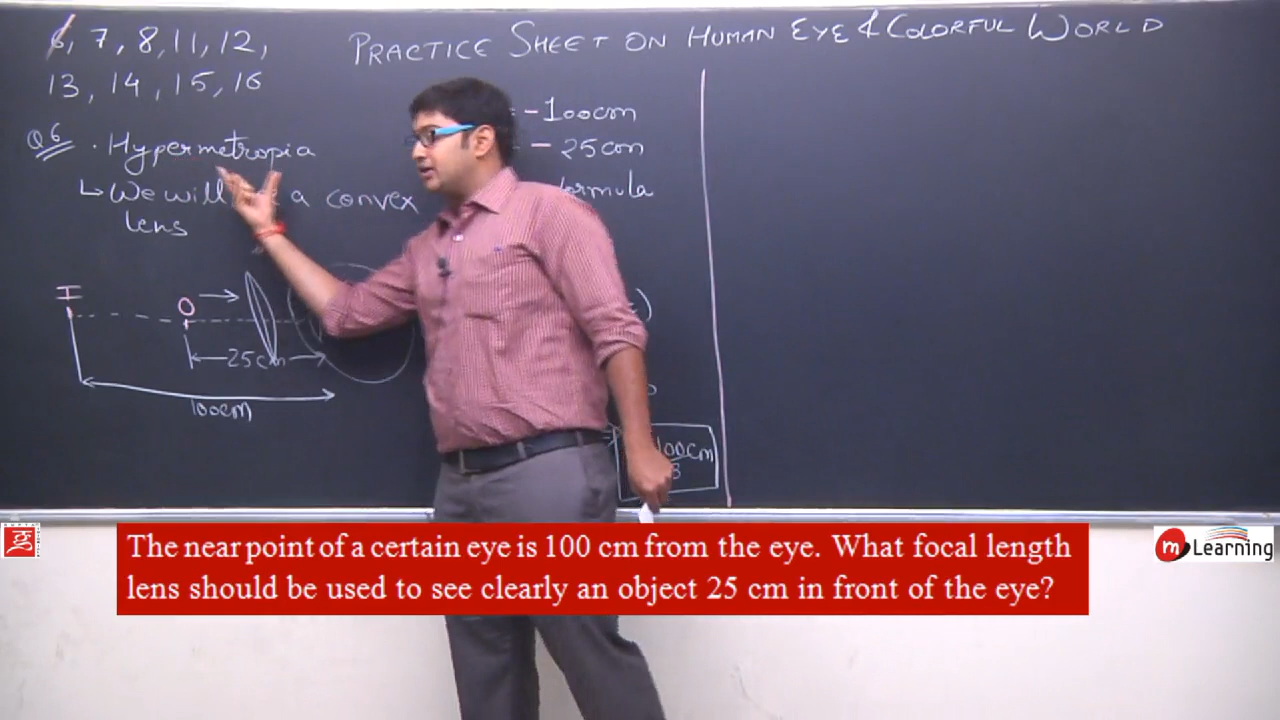 6, 7, 8, 11, 12,
13, 14, 15, 16
PRACTICE SHEET ON HUMAN EYE & COLORFUL WORLD
Q6 . Hypermetropia
↳ We will a convex
lens
= -100cm
= - 25cm
formula
I
O
25cm
100cm
100cm
3
The near point of a certain eye is 100 cm from the eye. What focal length
lens should be used to see clearly an object 25 cm in front of the eye?
m Learning